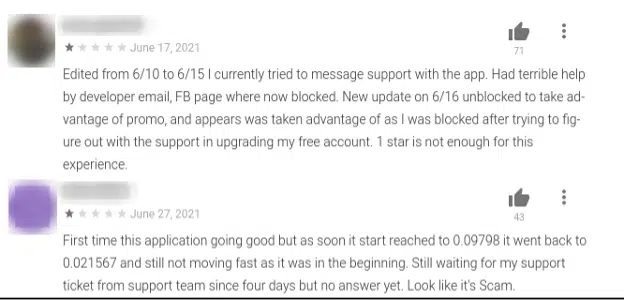 June 17, 2021
71
Edited from 6/10 to 6/15 I currently tried to message support with the app. Had terrible help
by developer email, FB page where now blocked. New update on 6/16 unblocked to take ad-
vantage of promo, and appears was taken advantage of as I was blocked after trying to fig-
ure out with the support in upgrading my free account. 1 star is not enough for this
experience.
June 27, 2021
43
First time this application going good but as soon it start reached to 0.09798 it went back to
0.021567 and still not moving fast as it was in the beginning. Still waiting for my support
ticket from support team since four days but no answer yet. Look like it's Scam.